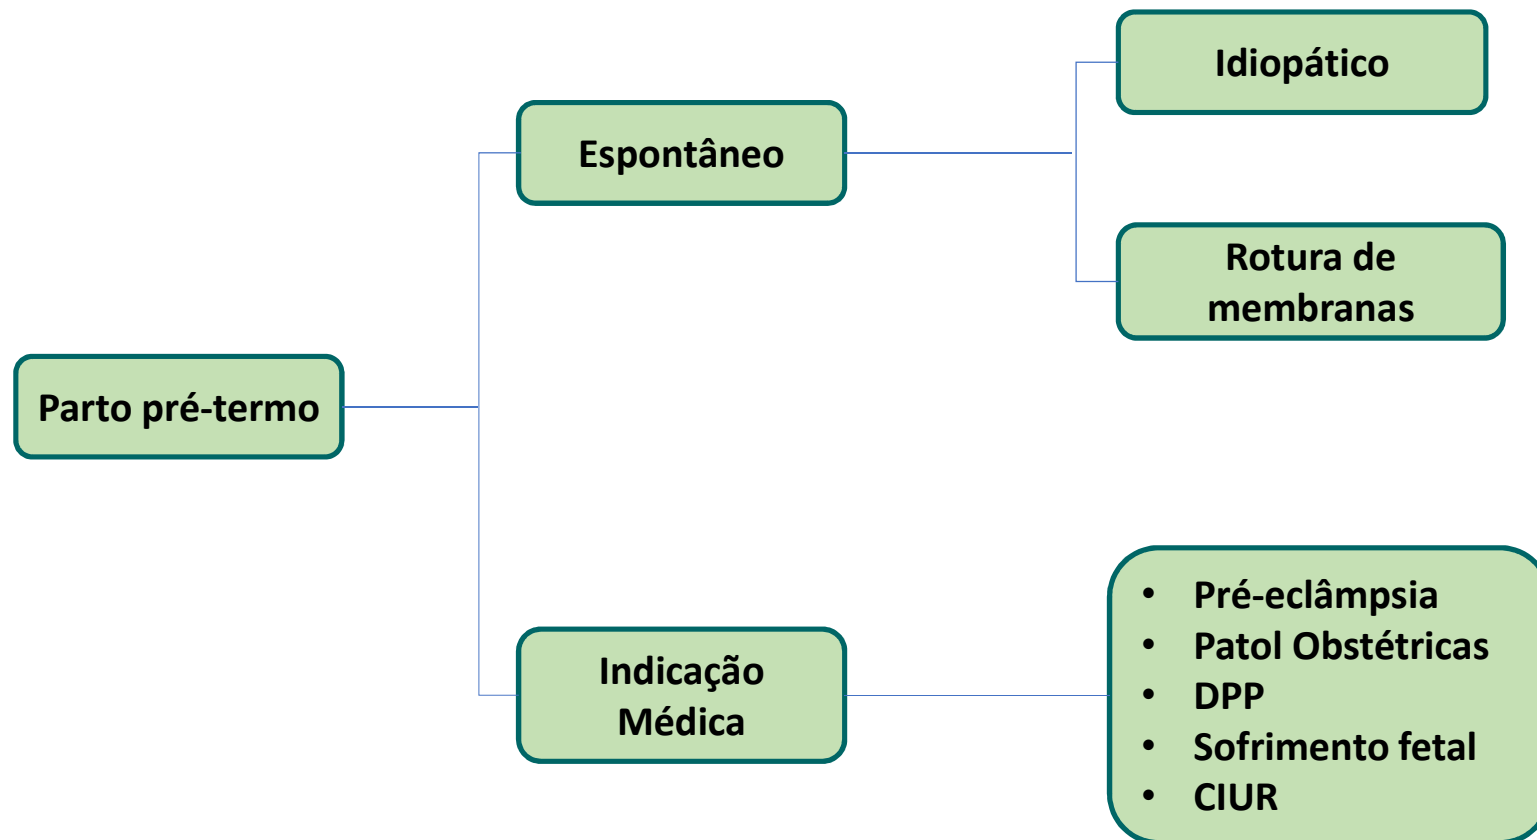 Idiopático
Espontâneo
Rotura de
membranas
Parto pré-termo
Indicação
Médica
• Pré-eclâmpsia
• Patol Obstétricas
• DPP
• Sofrimento fetal
• CIUR